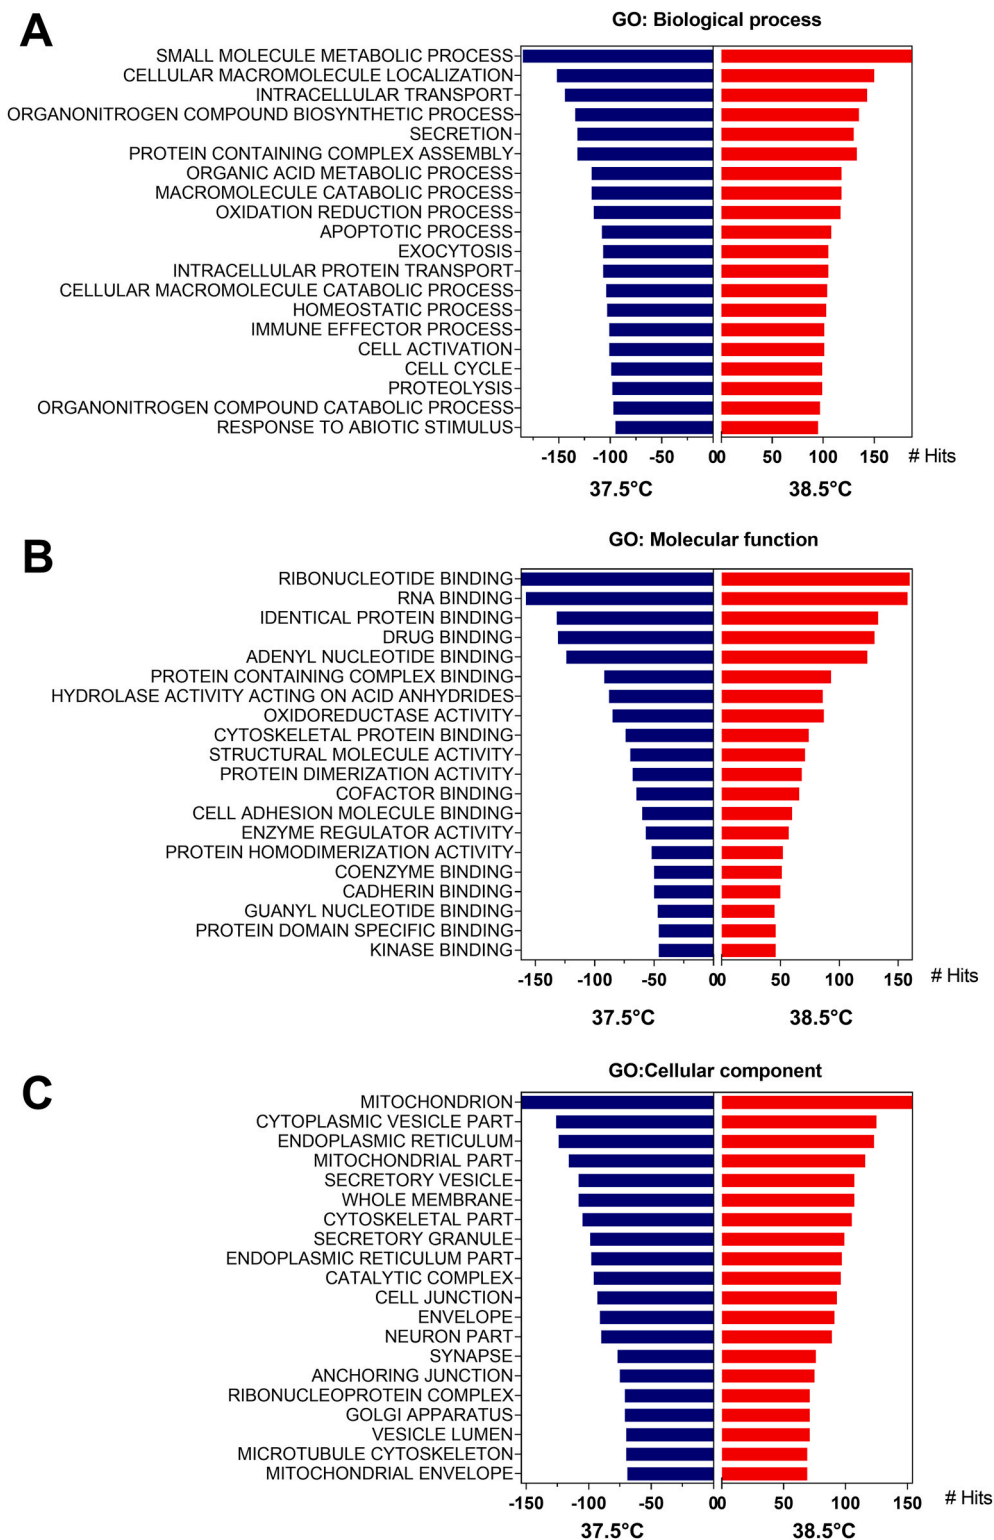 A
GO: Biological process
SMALL MOLECULE METABOLIC PROCESS
CELLULAR MACROMOLECULE LOCALIZATION
INTRACELLULAR TRANSPORT
ORGANONITROGEN COMPOUND BIOSYNTHETIC PROCESS
SECRETION
PROTEIN CONTAINING COMPLEX ASSEMBLY
ORGANIC ACID METABOLIC PROCESS
MACROMOLECULE CATABOLIC PROCESS
OXIDATION REDUCTION PROCESS
APOPTOTIC PROCESS
EXOCYTOSIS
INTRACELLULAR PROTEIN TRANSPORT
CELLULAR MACROMOLECULE CATABOLIC PROCESS
HOMEOSTATIC PROCESS
IMMUNE EFFECTOR PROCESS
CELL ACTIVATION
CELL CYCLE
PROTEOLYSIS
ORGANONITROGEN COMPOUND CATABOLIC PROCESS
RESPONSE TO ABIOTIC STIMULUS
-150 -100 -50 0 0 50 100 150 # Hits
37.5°C 38.5°C
B
GO: Molecular function
RIBONUCLEOTIDE BINDING
RNA BINDING
IDENTICAL PROTEIN BINDING
DRUG BINDING
ADENYL NUCLEOTIDE BINDING
PROTEIN CONTAINING COMPLEX BINDING
HYDROLASE ACTIVITY ACTING ON ACID ANHYDRIDES
OXIDOREDUCTASE ACTIVITY
CYTOSKELETAL PROTEIN BINDING
STRUCTURAL MOLECULE ACTIVITY
PROTEIN DIMERIZATION ACTIVITY
COFACTOR BINDING
CELL ADHESION MOLECULE BINDING
ENZYME REGULATOR ACTIVITY
PROTEIN HOMODIMERIZATION ACTIVITY
COENZYME BINDING
CADHERIN BINDING
GUANYL NUCLEOTIDE BINDING
PROTEIN DOMAIN SPECIFIC BINDING
KINASE BINDING
-150 -100 -50 0 0 50 100 150 # Hits
37.5°C 38.5°C
C
GO:Cellular component
MITOCHONDRION
CYTOPLASMIC VESICLE PART
ENDOPLASMIC RETICULUM
MITOCHONDRIAL PART
SECRETORY VESICLE
WHOLE MEMBRANE
CYTOSKELETAL PART
SECRETORY GRANULE
ENDOPLASMIC RETICULUM PART
CATALYTIC COMPLEX
CELL JUNCTION
ENVELOPE
NEURON PART
SYNAPSE
ANCHORING JUNCTION
RIBONUCLEOPROTEIN COMPLEX
GOLGI APPARATUS
VESICLE LUMEN
MICROTUBULE CYTOSKELETON
MITOCHONDRIAL ENVELOPE
-150 -100 -50 0 0 50 100 150 # Hits
37.5°C 38.5°C